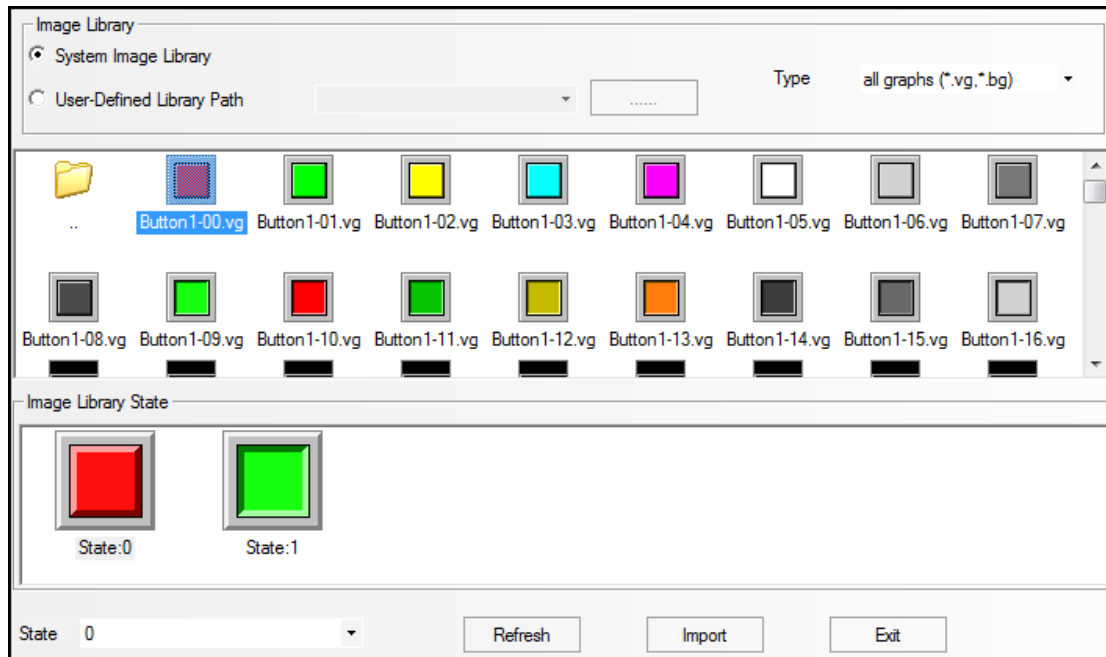 Image Library
System Image Library
User-Defined Library Path
......
Type
all graphs (*.vg,*.bg)
..
Button1-00.vg
Button1-01.vg
Button1-02.vg
Button1-03.vg
Button1-04.vg
Button1-05.vg
Button1-06.vg
Button1-07.vg
Button1-08.vg
Button1-09.vg
Button1-10.vg
Button1-11.vg
Button1-12.vg
Button1-13.vg
Button1-14.vg
Button1-15.vg
Button1-16.vg
Image Library State
State:0
State:1
State
0
Refresh
Import
Exit